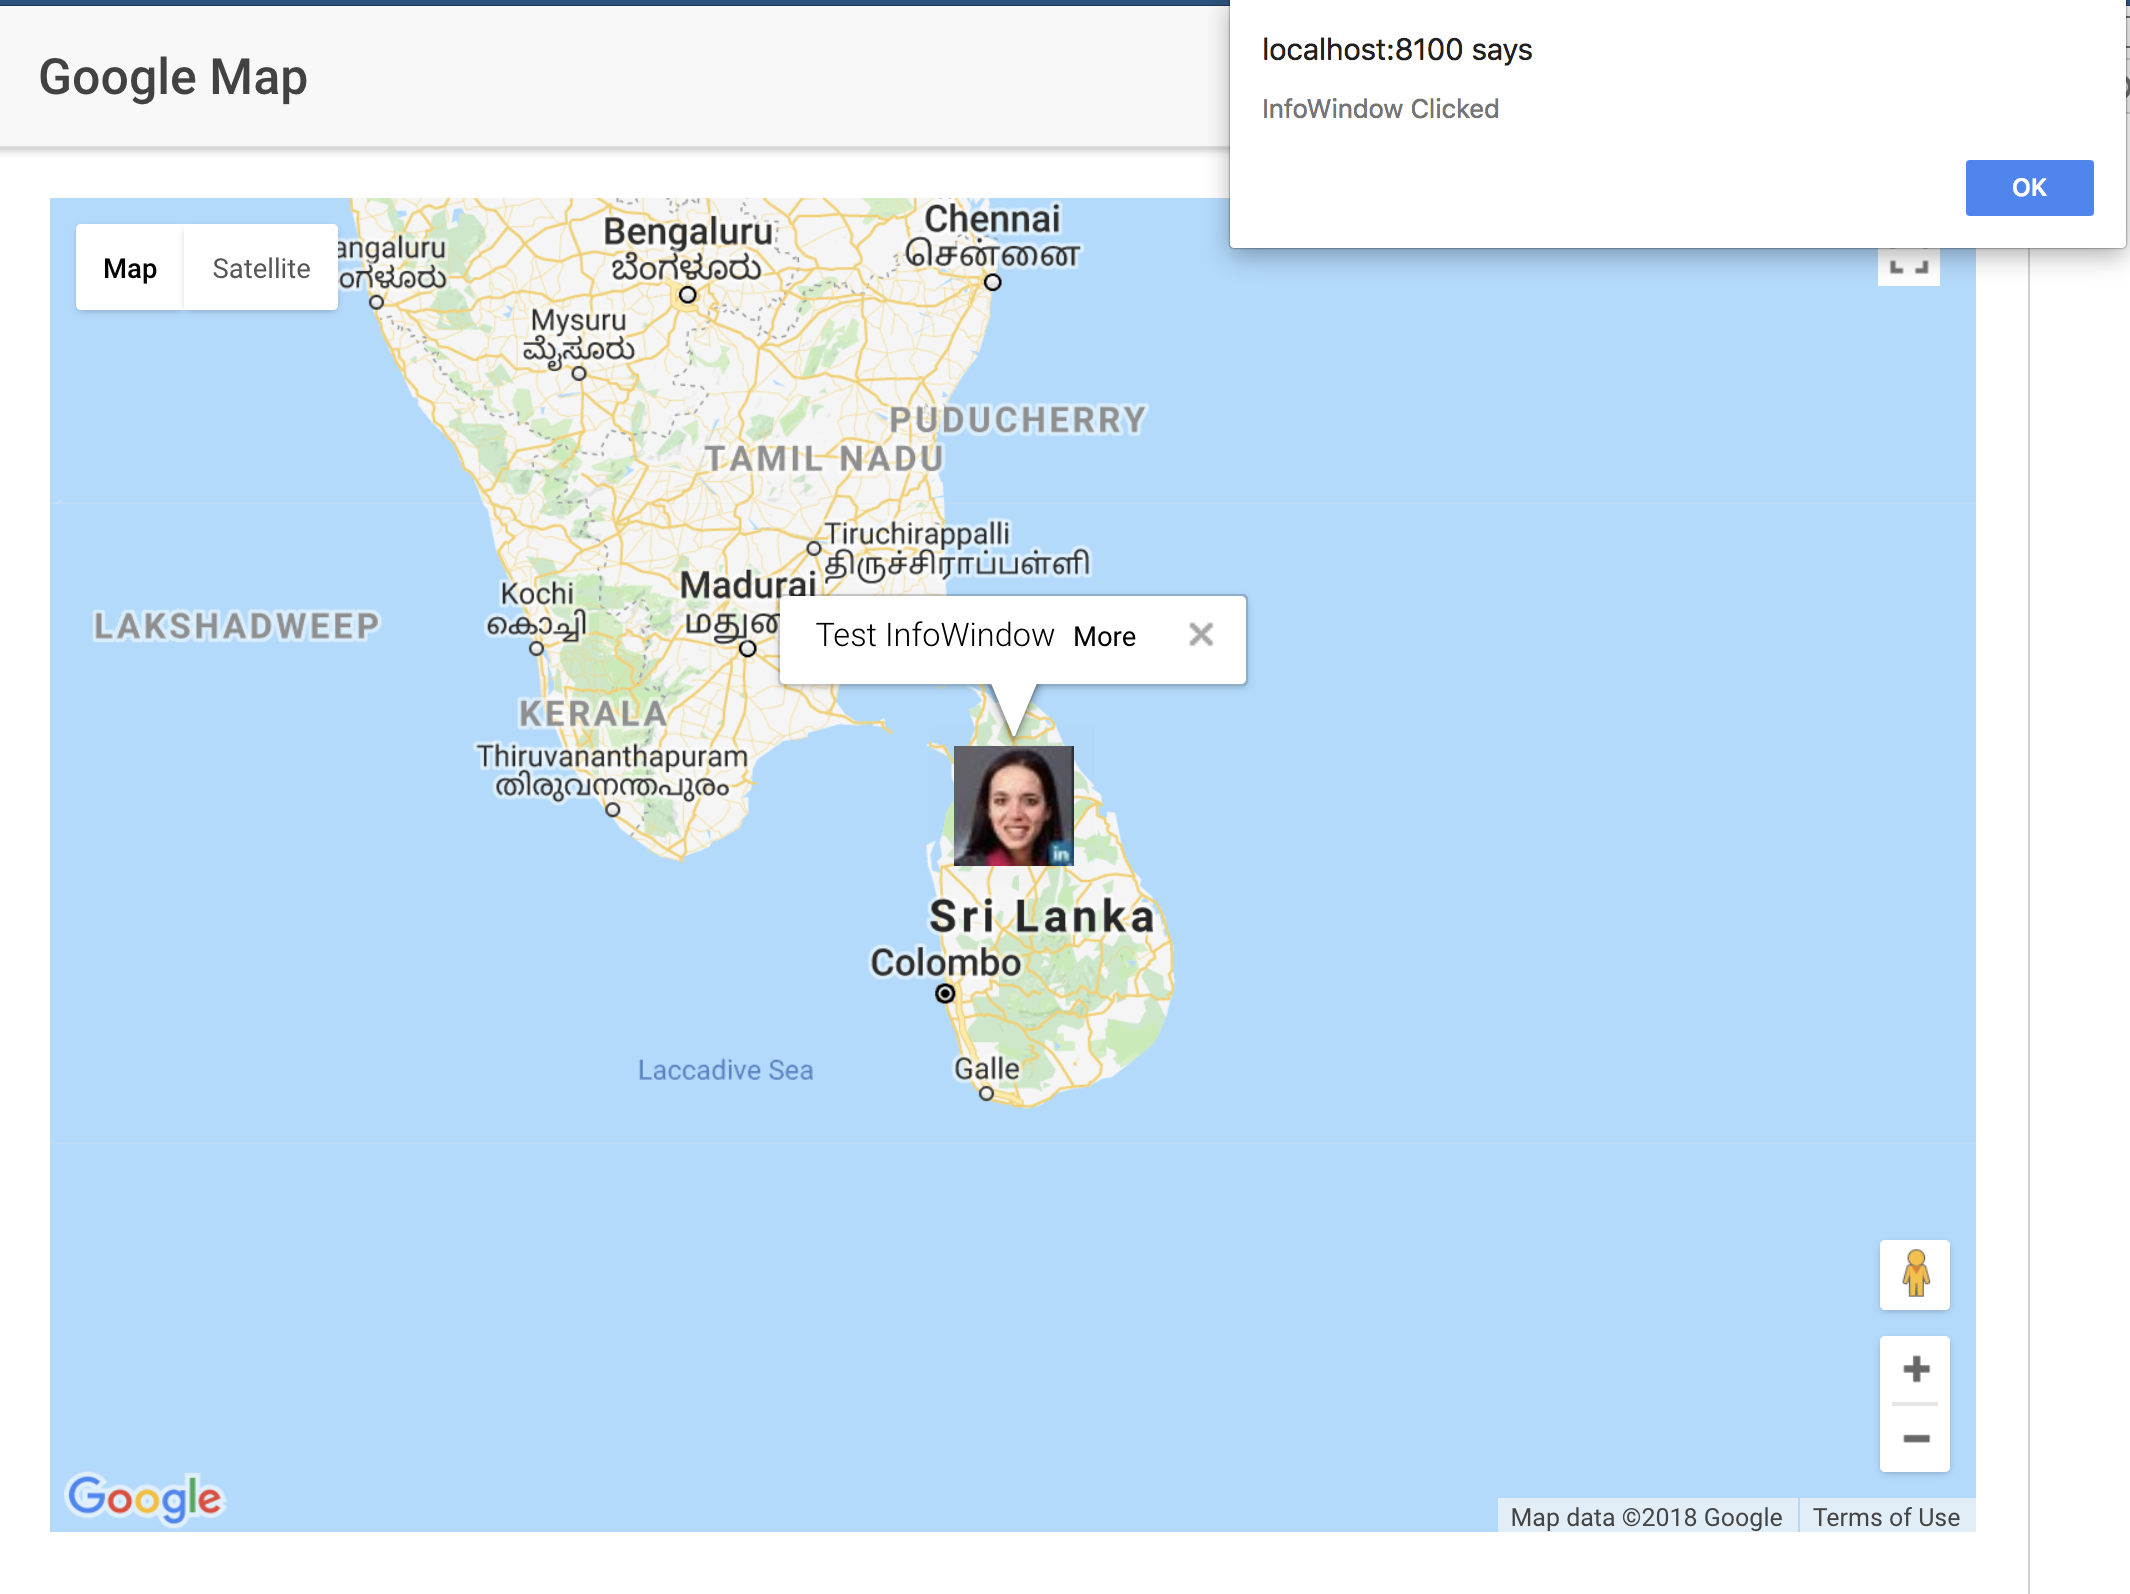 Google Map
localhost:8100 says
InfoWindow Clicked
OK
Map
Satellite
angaluru
Bengaluru
ಬೆಂಗಳೂರು
Chennai
சென்னை
Mysuru
ಮೈಸೂರು
PUDUCHERRY
TAMIL NADU
Tiruchirappalli
திருச்சிராப்பள்ளி
Kochi
കൊച്ചി
Madurai
LAKSHADWEEP
Test InfoWindow More
KERALA
Thiruvananthapuram
തിരുവനന്തപുരം
in
Sri Lanka
Colombo
Laccadive Sea
Galle
Google
Map data ©2018 Google
Terms of Use